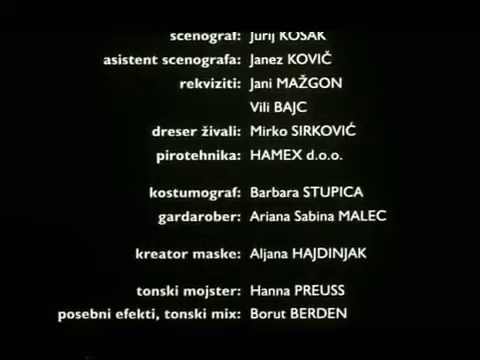 scenograf: Jurij KOŠAK
asistent scenografa: Janez KOVIČ
rekviziti: Jani MAŽGON
Vili BAJC
dreser živali: Mirko SIRKOVIĆ
pirotehnika: HAMEX d.o.o.
kostumograf: Barbara STUPICA
gardarober: Ariana Sabina MALEC
kreator maske: Aljana HAJDINJAK
tonski mojster: Hanna PREUSS
posebni efekti, tonski mix: Borut BERDEN